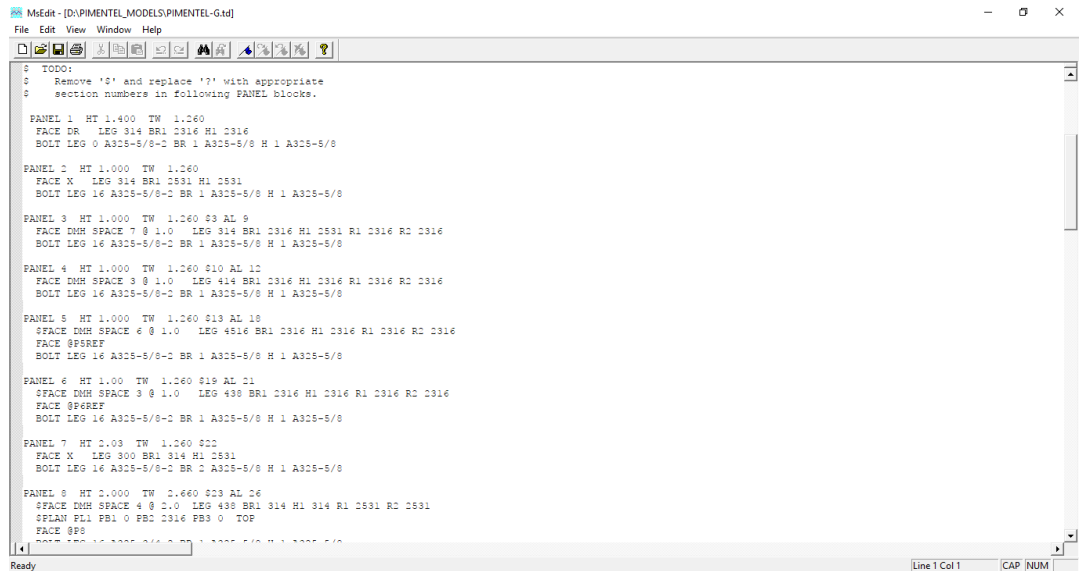 MsEdit - [D:\PIMENTEL_MODELS\PIMENTEL-G.td]
File Edit View Window Help
$ TODO:
$ Remove '$' and replace '?' with appropriate
$ section numbers in following PANEL blocks.
PANEL 1 HT 1.400 TW 1.260
FACE DR LEG 314 BR1 2316 H1 2316
BOLT LEG 0 A325-5/8-2 BR 1 A325-5/8 H 1 A325-5/8
PANEL 2 HT 1.000 TW 1.260
FACE X LEG 314 BR1 2531 H1 2531
BOLT LEG 16 A325-5/8-2 BR 1 A325-5/8 H 1 A325-5/8
PANEL 3 HT 1.000 TW 1.260 $3 AL 9
FACE DMH SPACE 7 @ 1.0 LEG 314 BR1 2316 H1 2531 R1 2316 R2 2316
BOLT LEG 16 A325-5/8-2 BR 1 A325-5/8 H 1 A325-5/8
PANEL 4 HT 1.000 TW 1.260 $10 AL 12
FACE DMH SPACE 3 @ 1.0 LEG 414 BR1 2316 H1 2316 R1 2316 R2 2316
BOLT LEG 16 A325-5/8-2 BR 1 A325-5/8 H 1 A325-5/8
PANEL 5 HT 1.000 TW 1.260 $13 AL 18
$FACE DMH SPACE 6 @ 1.0 LEG 4516 BR1 2316 H1 2316 R1 2316 R2 2316
FACE @P5REF
BOLT LEG 16 A325-5/8-2 BR 1 A325-5/8 H 1 A325-5/8
PANEL 6 HT 1.00 TW 1.260 $19 AL 21
$FACE DMH SPACE 3 @ 1.0 LEG 438 BR1 2316 H1 2316 R1 2316 R2 2316
FACE @P6REF
BOLT LEG 16 A325-5/8-2 BR 1 A325-5/8 H 1 A325-5/8
PANEL 7 HT 2.03 TW 1.260 $22
FACE X LEG 300 BR1 314 H1 2531
BOLT LEG 16 A325-5/8-2 BR 2 A325-5/8 H 1 A325-5/8
PANEL 8 HT 2.000 TW 2.660 $23 AL 26
$FACE DMH SPACE 4 @ 2.0 LEG 438 BR1 314 H1 314 R1 2531 R2 2531
$PLAN PL1 PB1 0 PB2 2316 PB3 0 TOP
FACE @P8
Ready Line 1 Col 1 CAP NUM